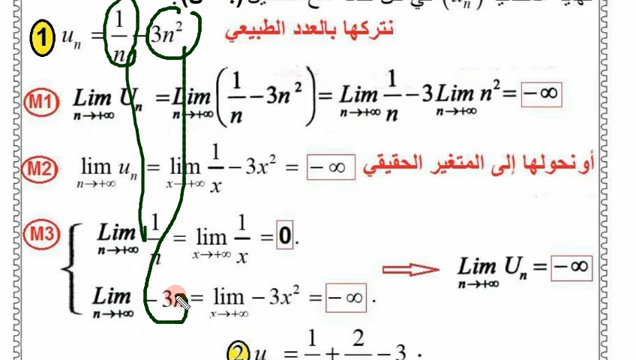 1 u_n = 1/n - 3n² نتركها بالعدد الطبيعي
M1 Lim_{n→+∞} U_n = Lim_{n→+∞} (1/n - 3n²) = Lim_{n→+∞} 1/n - 3 Lim_{n→+∞} n² = -∞
M2 lim_{n→+∞} u_n = lim_{x→+∞} 1/x - 3x² = -∞ أو نحولها إلى المتغير الحقيقي
M3 Lim_{n→+∞} 1/n = lim_{x→+∞} 1/x = 0.
Lim_{n→+∞} -3n = lim_{x→+∞} -3x² = -∞. ⇒ Lim_{n→+∞} U_n = -∞
2 u = 1 + 2 - 3 .